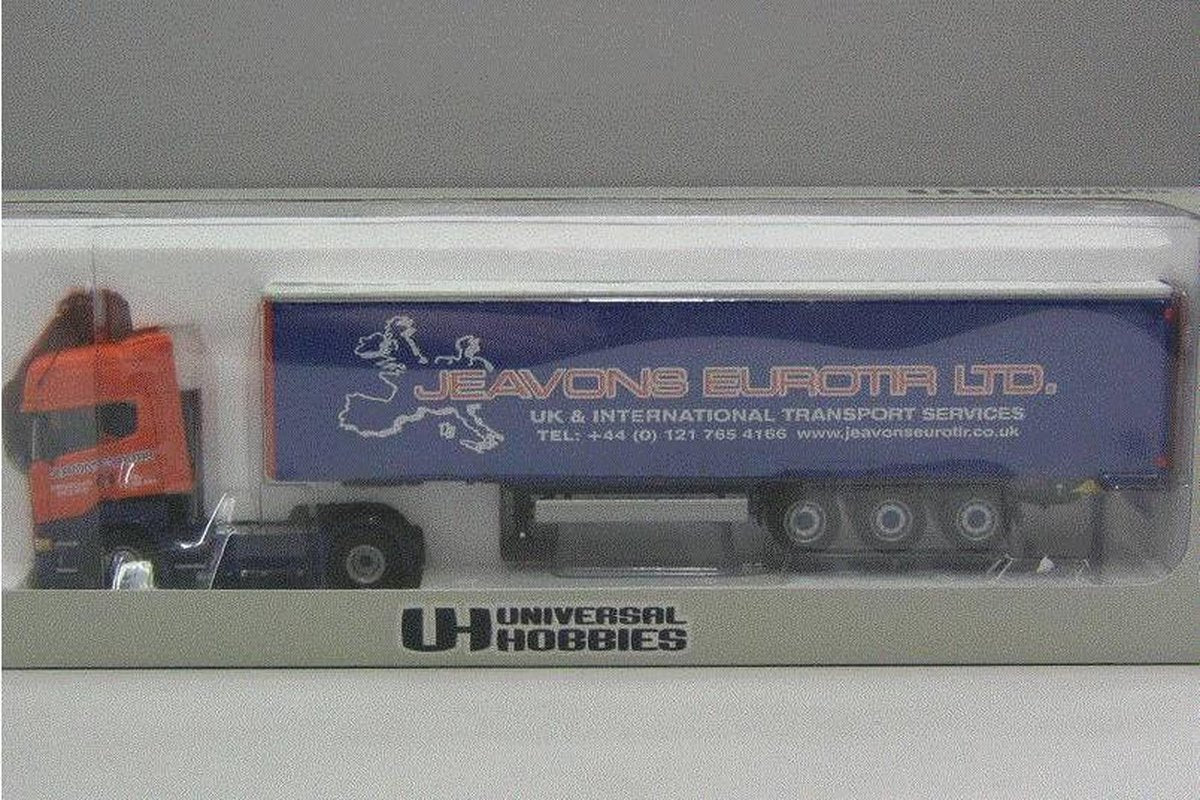 JEAVONS EUROTIR LTD.
UK & INTERNATIONAL TRANSPORT SERVICES
TEL: +44 (0) 121 765 4166 www.jeavonseurotir.co.uk
UH UNIVERSAL
HOBBIES